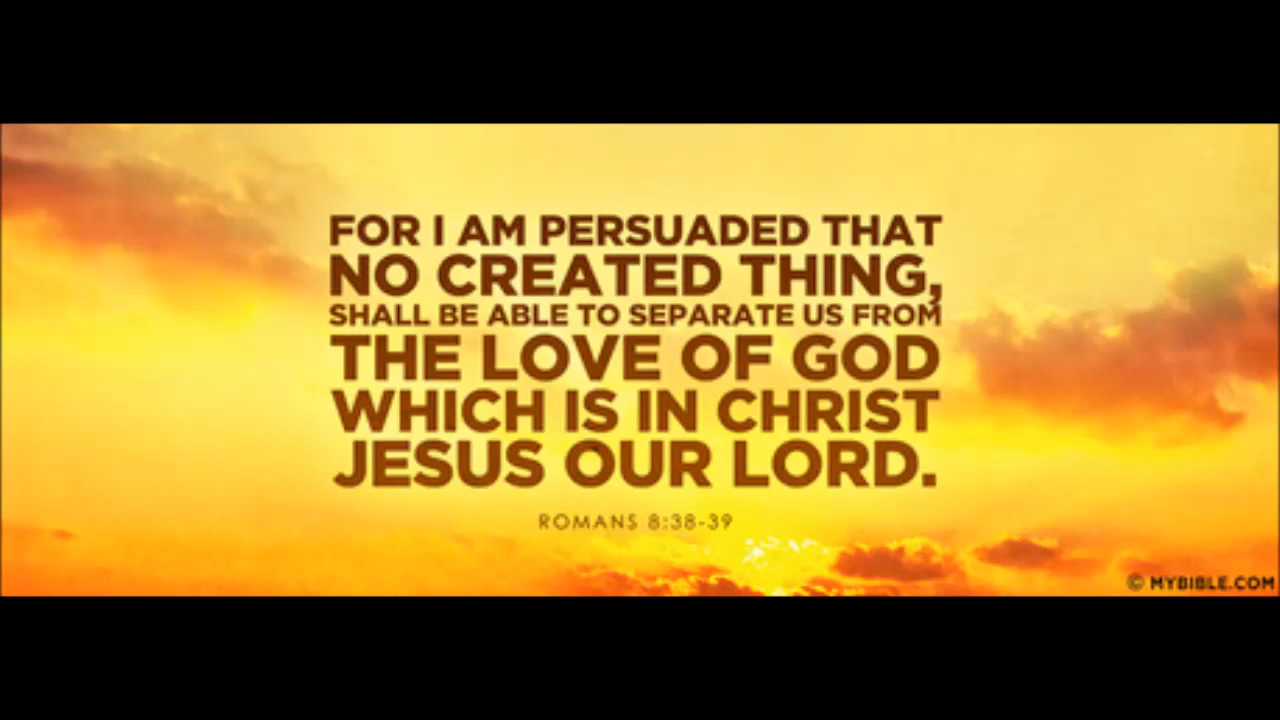 FOR I AM PERSUADED THAT
NO CREATED THING,
SHALL BE ABLE TO SEPARATE US FROM
THE LOVE OF GOD
WHICH IS IN CHRIST
JESUS OUR LORD.
ROMANS 8:38-39
© MYBIBLE.COM